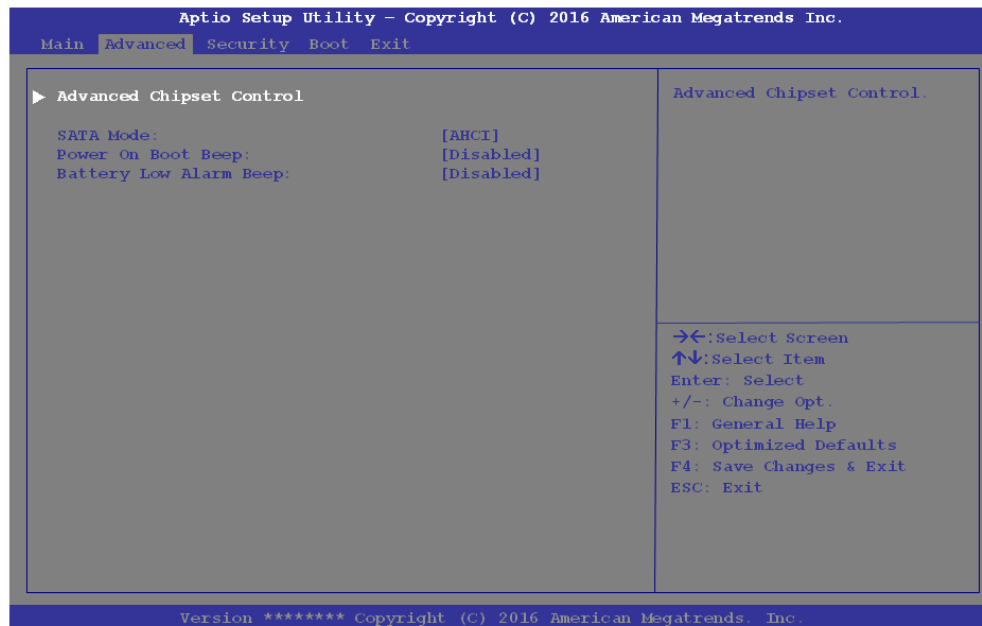 Aptio Setup Utility – Copyright (C) 2016 American Megatrends Inc.
Main Advanced Security Boot Exit
▶ Advanced Chipset Control
SATA Mode: [AHCI]
Power On Boot Beep: [Disabled]
Battery Low Alarm Beep: [Disabled]
Advanced Chipset Control.
→←:Select Screen
↑↓:Select Item
Enter: Select
+/-: Change Opt.
F1: General Help
F3: Optimized Defaults
F4: Save Changes & Exit
ESC: Exit
Version ******** Copyright (C) 2016 American Megatrends. Inc.